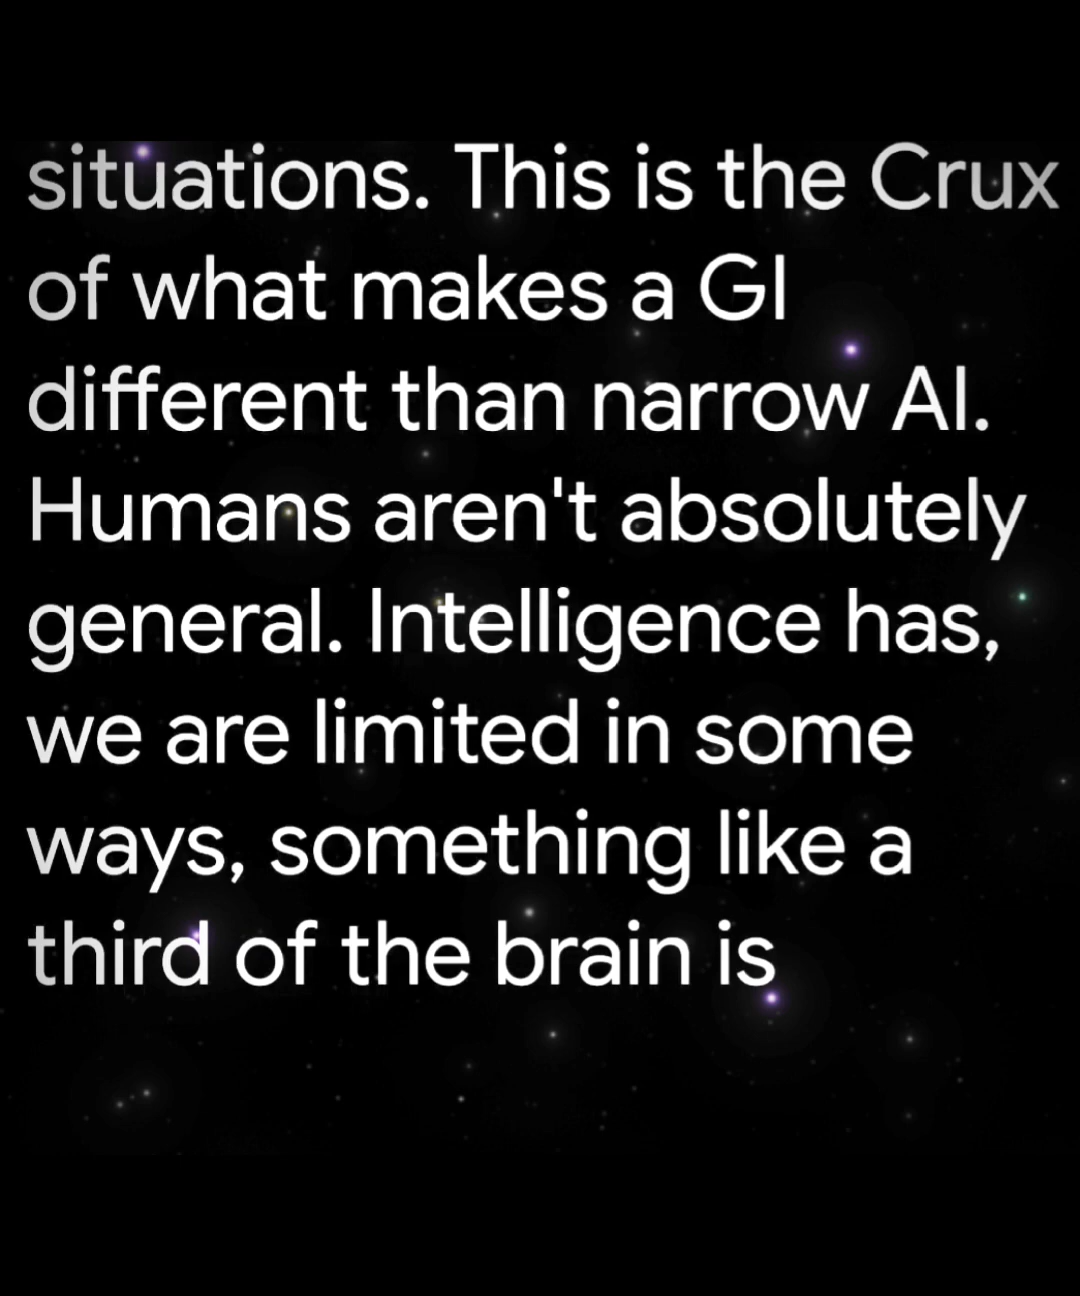 situations. This is the Crux
of what makes a GI
different than narrow AI.
Humans aren't absolutely
general. Intelligence has,
we are limited in some
ways, something like a
third of the brain is